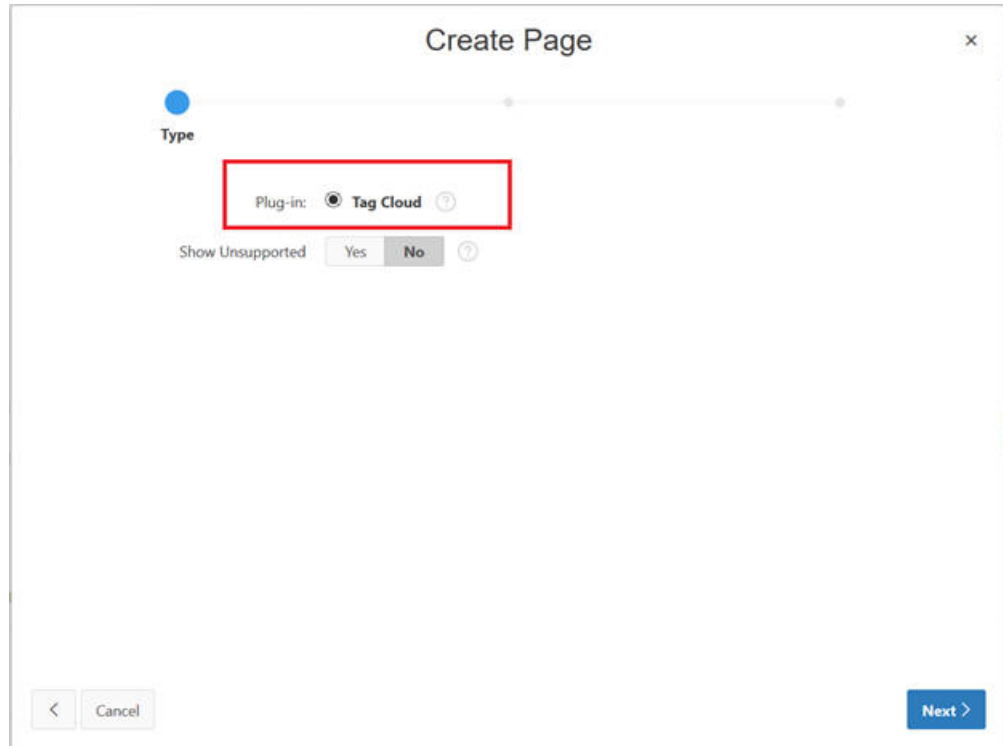 Create Page
Type
Plug-in: Tag Cloud ?
Show Unsupported Yes No ?
Cancel
Next